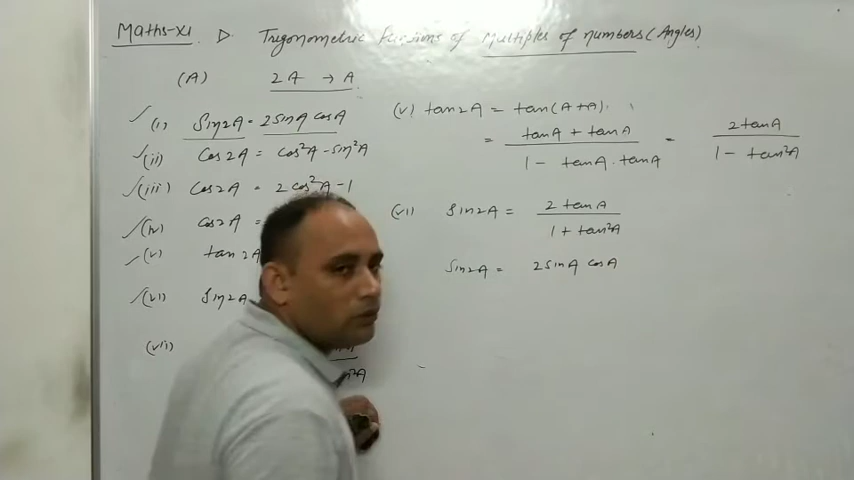 Maths-XI ▷ Trigonometric Functions of Multiples of numbers (Angles)
(A) 2A → A
(i) Sin2A = 2sinA cosA
(ii) Cos2A = cos²A - sin²A
(iii) Cos2A = 2cos²A - 1
(iv) Cos2A =
(v) tan2A
(vi) Sin2A
(vii)
(v) tan2A = tan(A+A).
= tanA + tanA / 1 - tanA . tanA = 2tanA / 1 - tan²A
(vi) Sin2A = 2 tanA / 1 + tan²A
Sin2A = 2SinA cosA